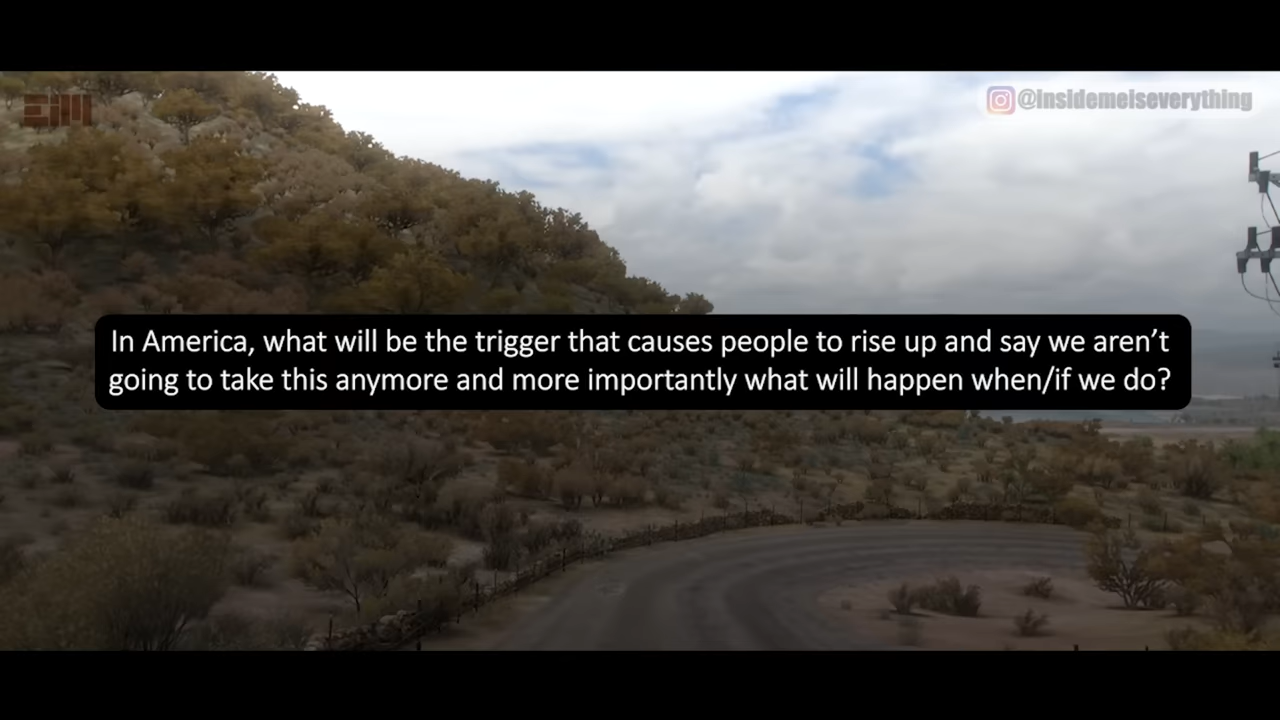 EIM
@insidemeiseverything
In America, what will be the trigger that causes people to rise up and say we aren’t
going to take this anymore and more importantly what will happen when/if we do?